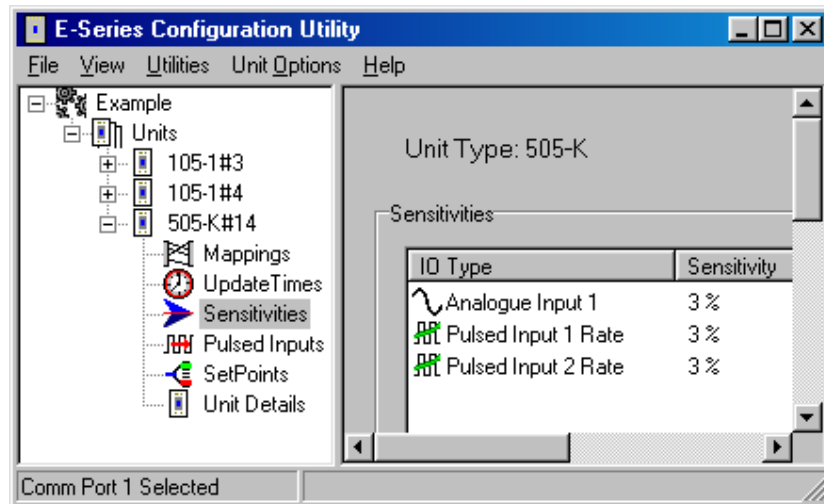 E-Series Configuration Utility
File View Utilities Unit Options Help
Example
Units
105-1#3
105-1#4
505-K#14
Mappings
UpdateTimes
Sensitivities
Pulsed Inputs
SetPoints
Unit Details
Unit Type: 505-K
Sensitivities
IO Type Sensitivity
Analogue Input 1 3 %
Pulsed Input 1 Rate 3 %
Pulsed Input 2 Rate 3 %
Comm Port 1 Selected